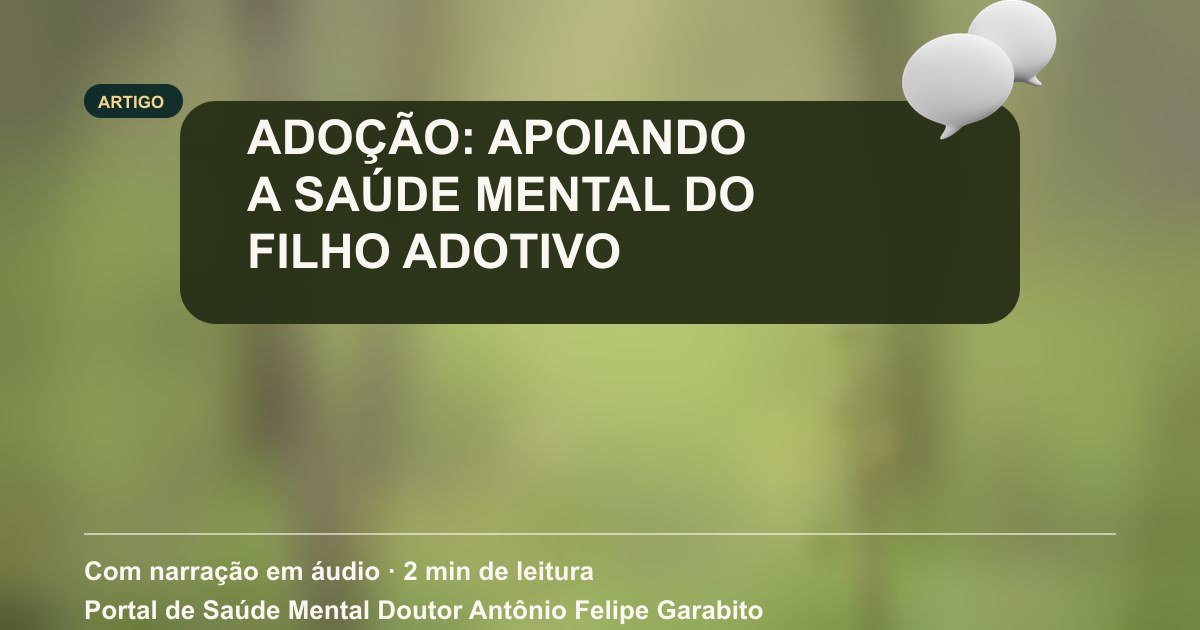 ARTIGO
ADOÇÃO: APOIANDO
A SAÚDE MENTAL DO
FILHO ADOTIVO
Com narração em áudio · 2 min de leitura
Portal de Saúde Mental Doutor Antônio Felipe Garabito